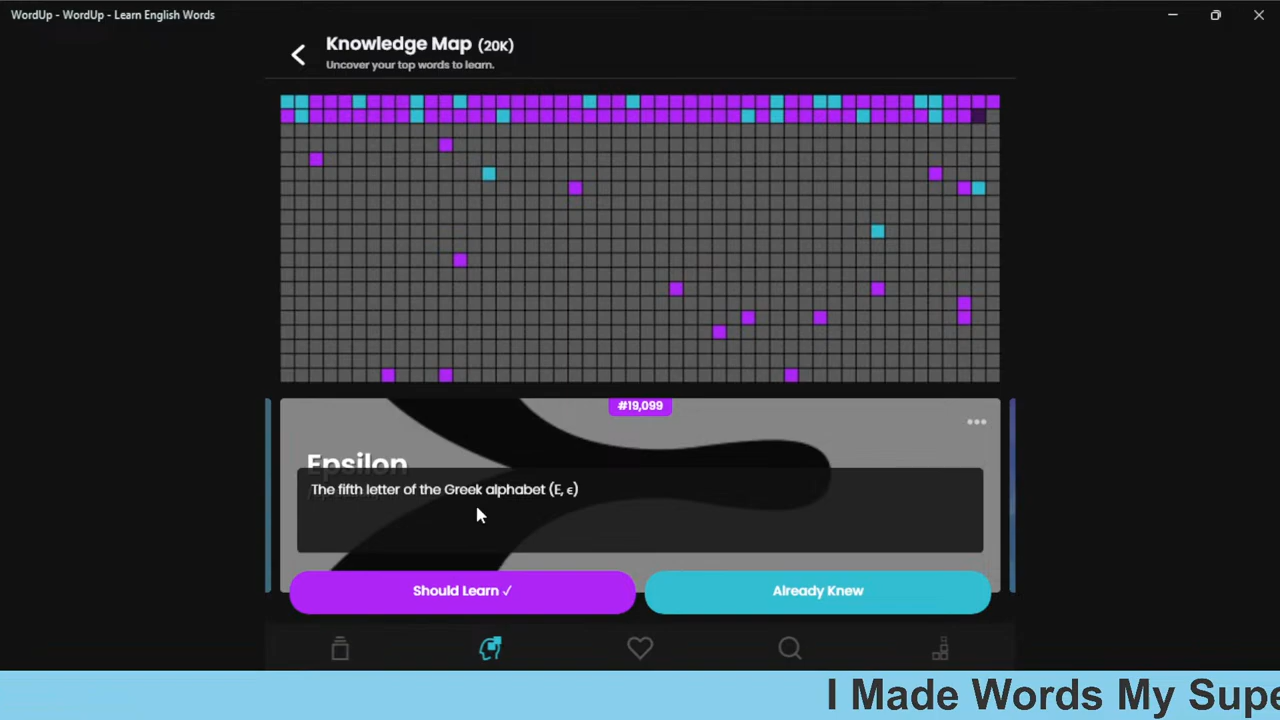 WordUp - WordUp - Learn English Words
Knowledge Map (20K)
Uncover your top words to learn.
#19,099
Epsilon
The fifth letter of the Greek alphabet (E, ϵ)
Should Learn ✓
Already Knew
I Made Words My Supe